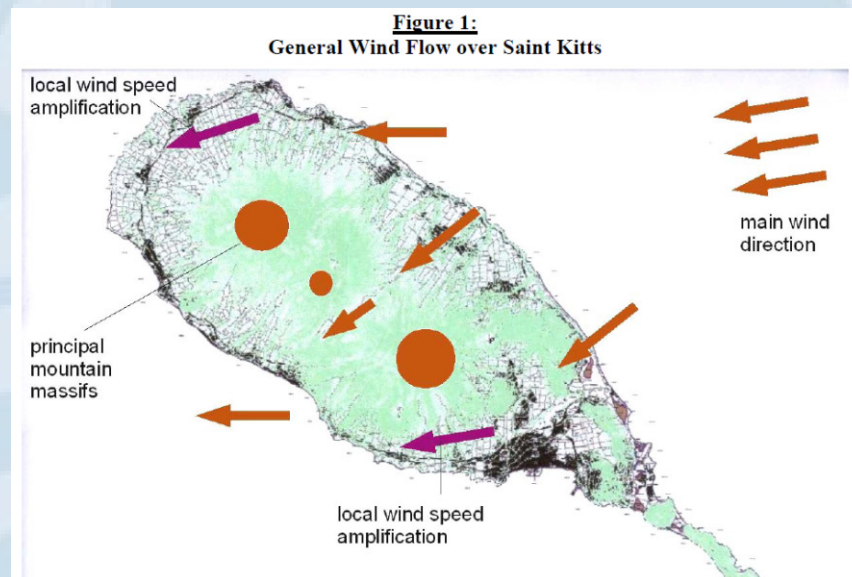 Figure 1:
General Wind Flow over Saint Kitts
local wind speed
amplification
main wind
direction
principal
mountain
massifs
local wind speed
amplification